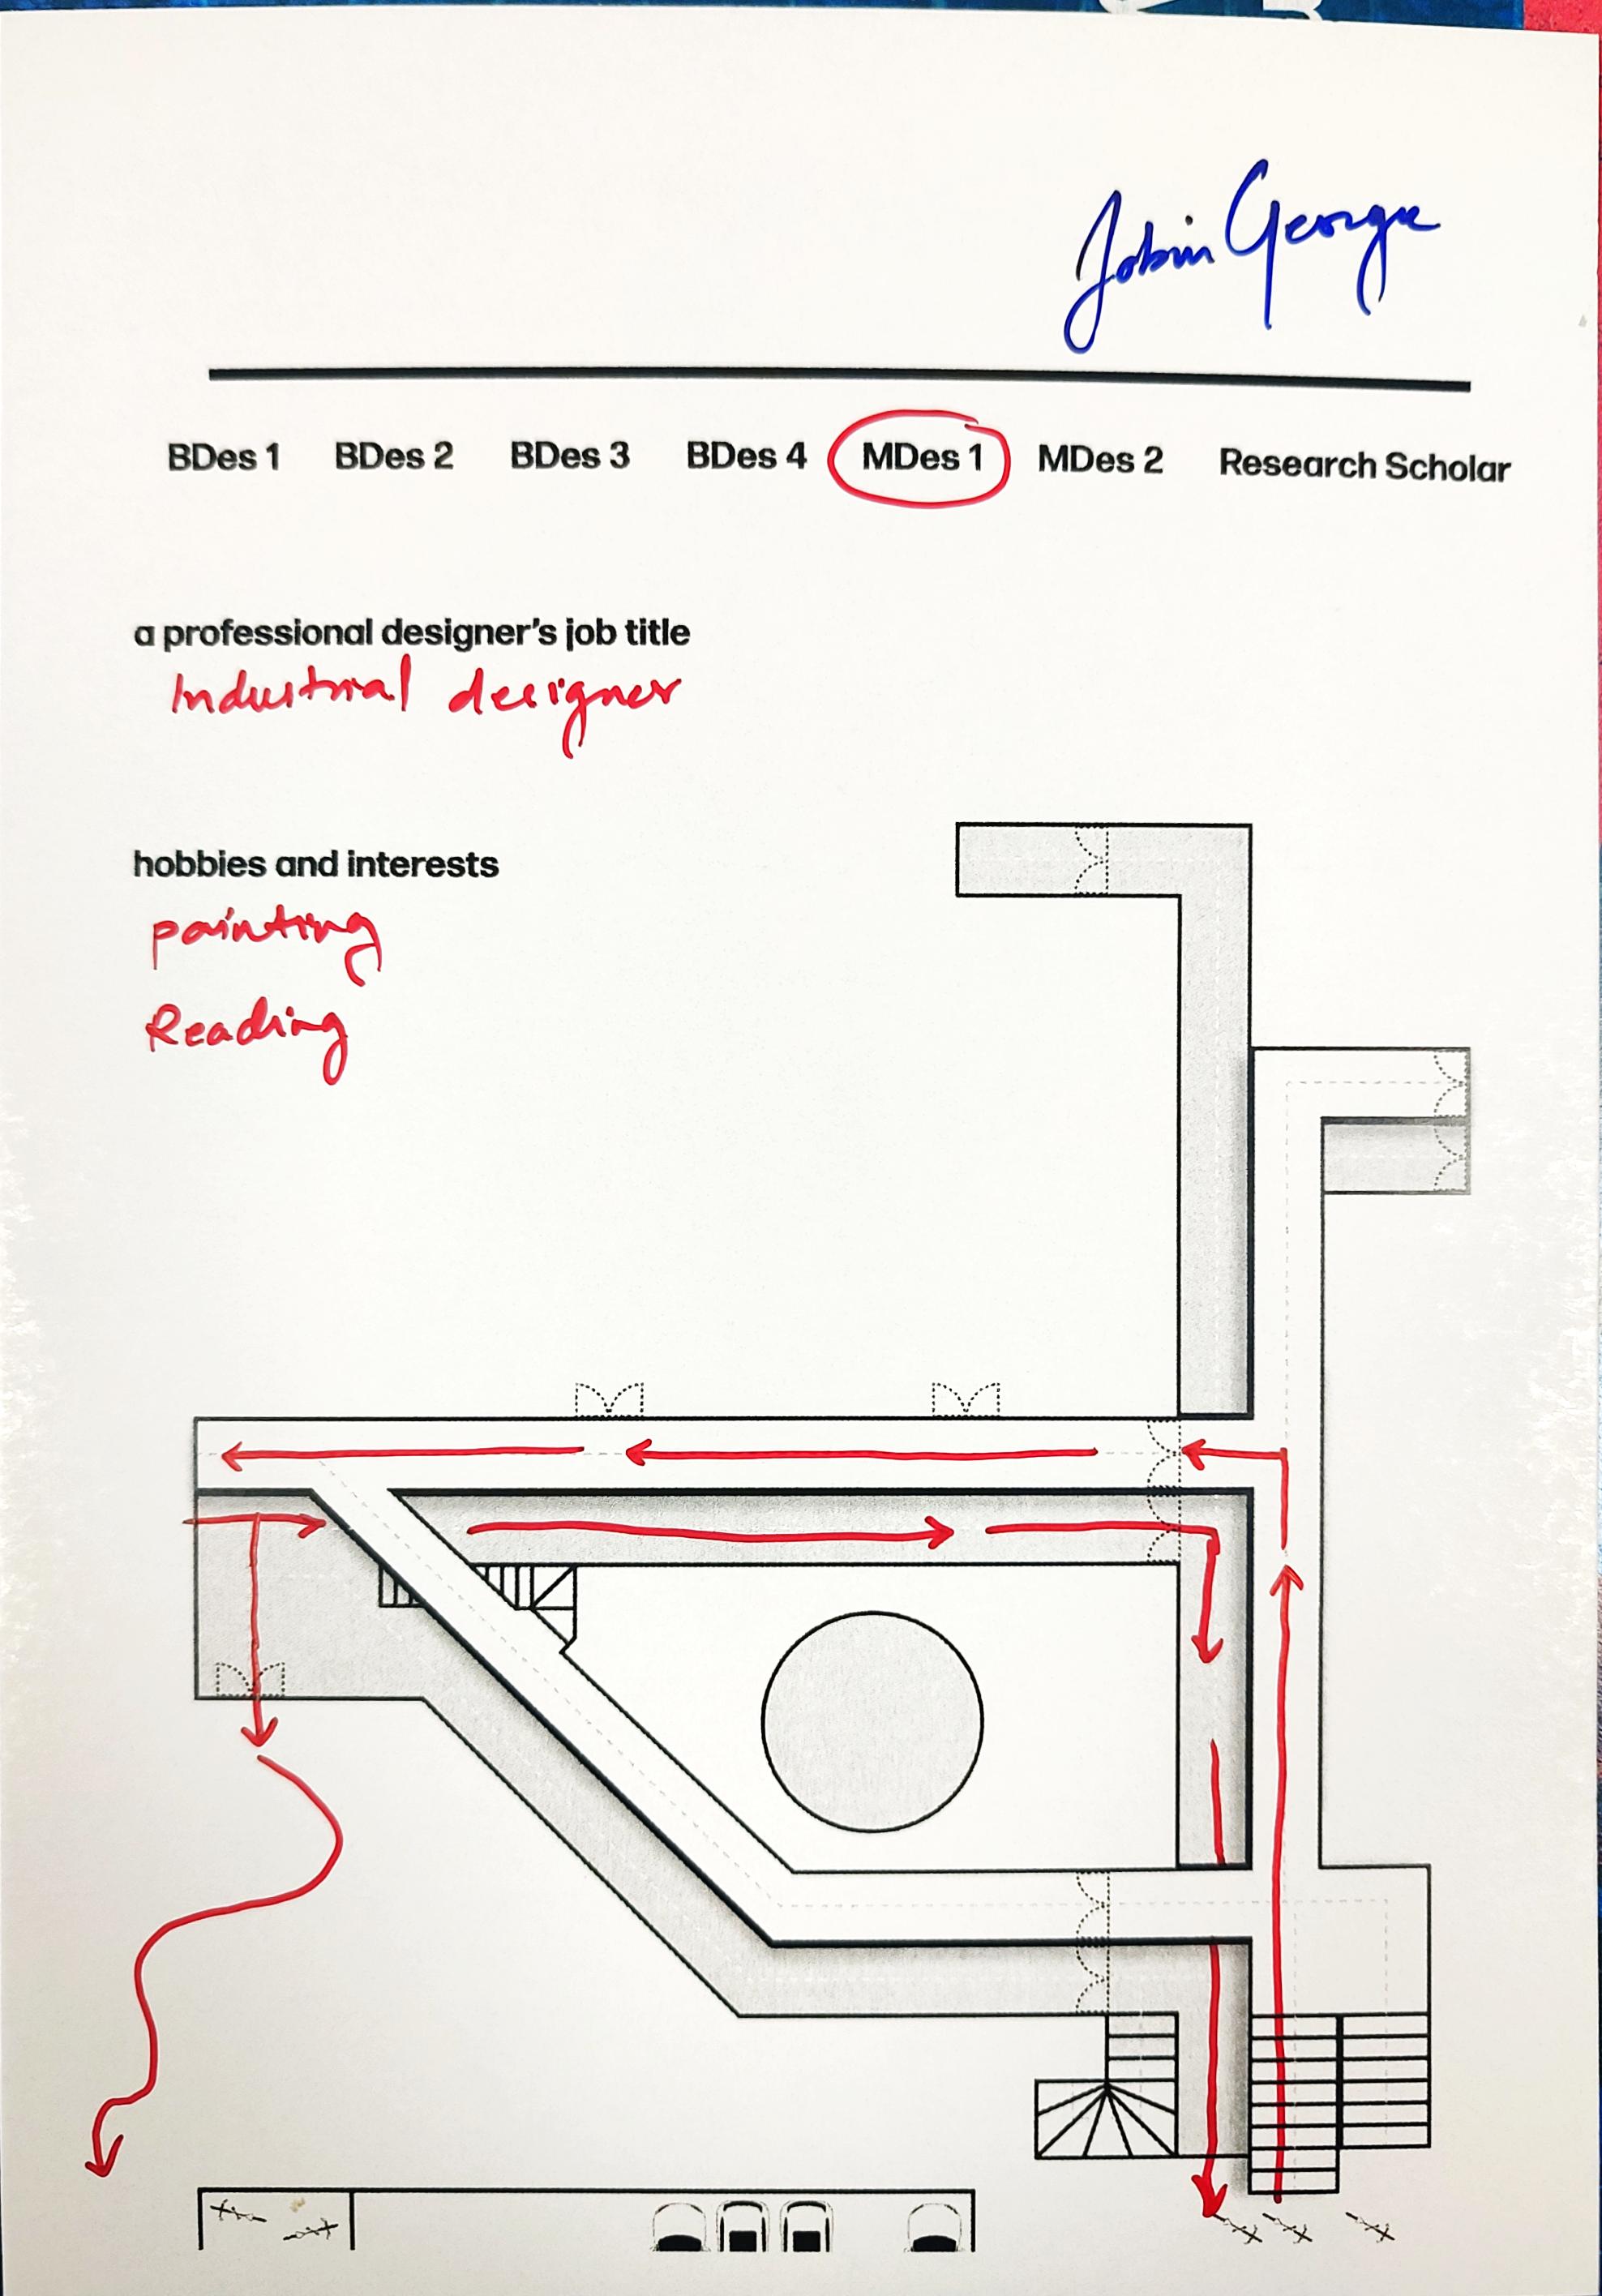 Jobin George
BDes 1 BDes 2 BDes 3 BDes 4 MDes 1 MDes 2 Research Scholar
a professional designer's job title
Industrial designer
hobbies and interests
painting
Reading